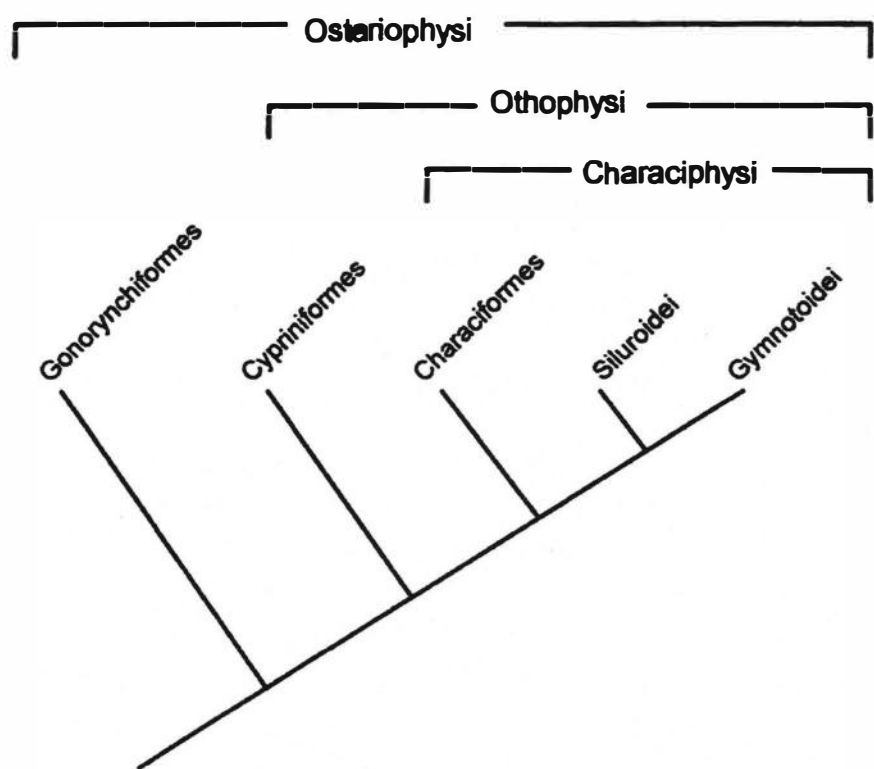 Ostariophysi
Othophysi
Characiphysi
Gonorynchiformes
Cypriniformes
Characiformes
Siluroidei
Gymnotoidei